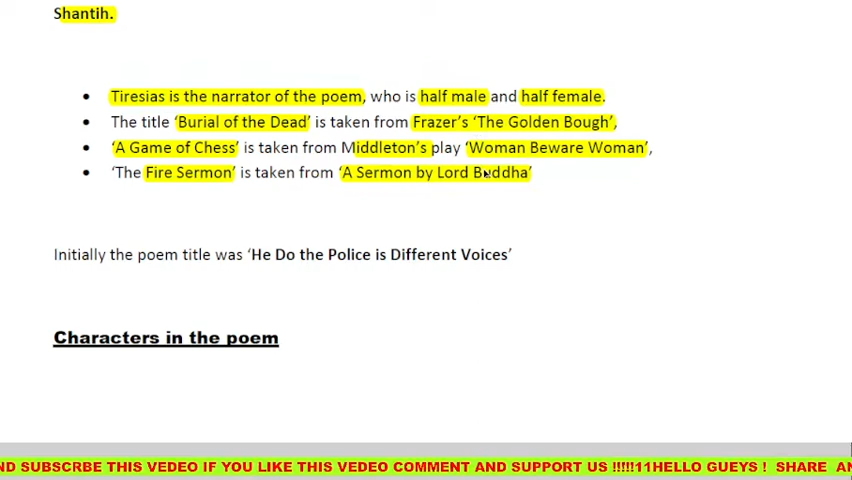 Shantih.
• Tiresias is the narrator of the poem, who is half male and half female.
• The title ‘Burial of the Dead’ is taken from Frazer’s ‘The Golden Bough’,
• ‘A Game of Chess’ is taken from Middleton’s play ‘Woman Beware Woman’,
• ‘The Fire Sermon’ is taken from ‘A Sermon by Lord Buddha’
Initially the poem title was ‘He Do the Police is Different Voices’
Characters in the poem
ND SUBSCRBE THIS VEDEO IF YOU LIKE THIS VEDEO COMMENT AND SUPPORT US !!!!!11HELLO GUEYS ! SHARE AN